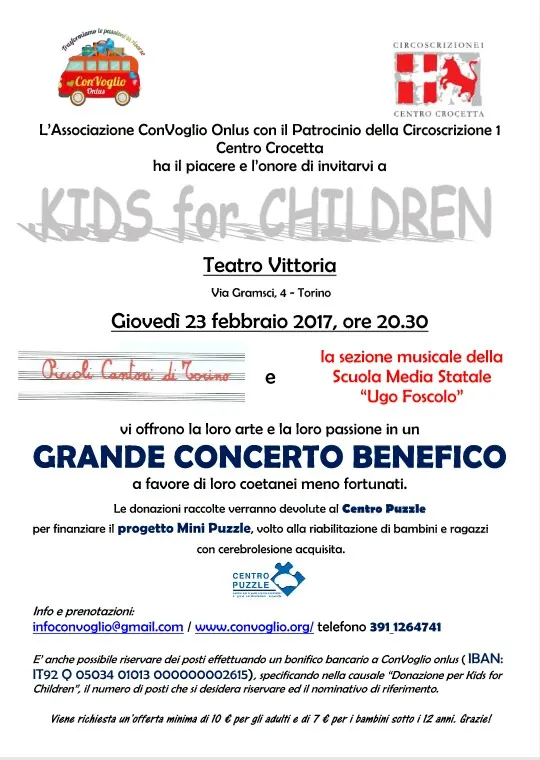 Trasformiamo la passione in risorse
ConVoglio
Onlus
CIRCOSCRIZIONE 1
CENTRO CROCETTA
L'Associazione ConVoglio Onlus con il Patrocinio della Circoscrizione 1
Centro Crocetta
ha il piacere e l'onore di invitarvi a
KIDS for CHILDREN
Teatro Vittoria
Via Gramsci, 4 - Torino
Giovedì 23 febbraio 2017, ore 20.30
Piccoli Cantori di Torino
e
la sezione musicale della
Scuola Media Statale
"Ugo Foscolo"
vi offrono la loro arte e la loro passione in un
GRANDE CONCERTO BENEFICO
a favore di loro coetanei meno fortunati.
Le donazioni raccolte verranno devolute al Centro Puzzle
per finanziare il progetto Mini Puzzle, volto alla riabilitazione di bambini e ragazzi
con cerebrolesione acquisita.
CENTRO
PUZZLE
Info e prenotazioni:
infoconvoglio@gmail.com / www.convoglio.org/ telefono 391_1264741
E' anche possibile riservare dei posti effettuando un bonifico bancario a ConVoglio onlus ( IBAN:
IT92 Q 05034 01013 000000002615), specificando nella causale "Donazione per Kids for
Children", il numero di posti che si desidera riservare ed il nominativo di riferimento.
Viene richiesta un'offerta minima di 10 € per gli adulti e di 7 € per i bambini sotto i 12 anni. Grazie!